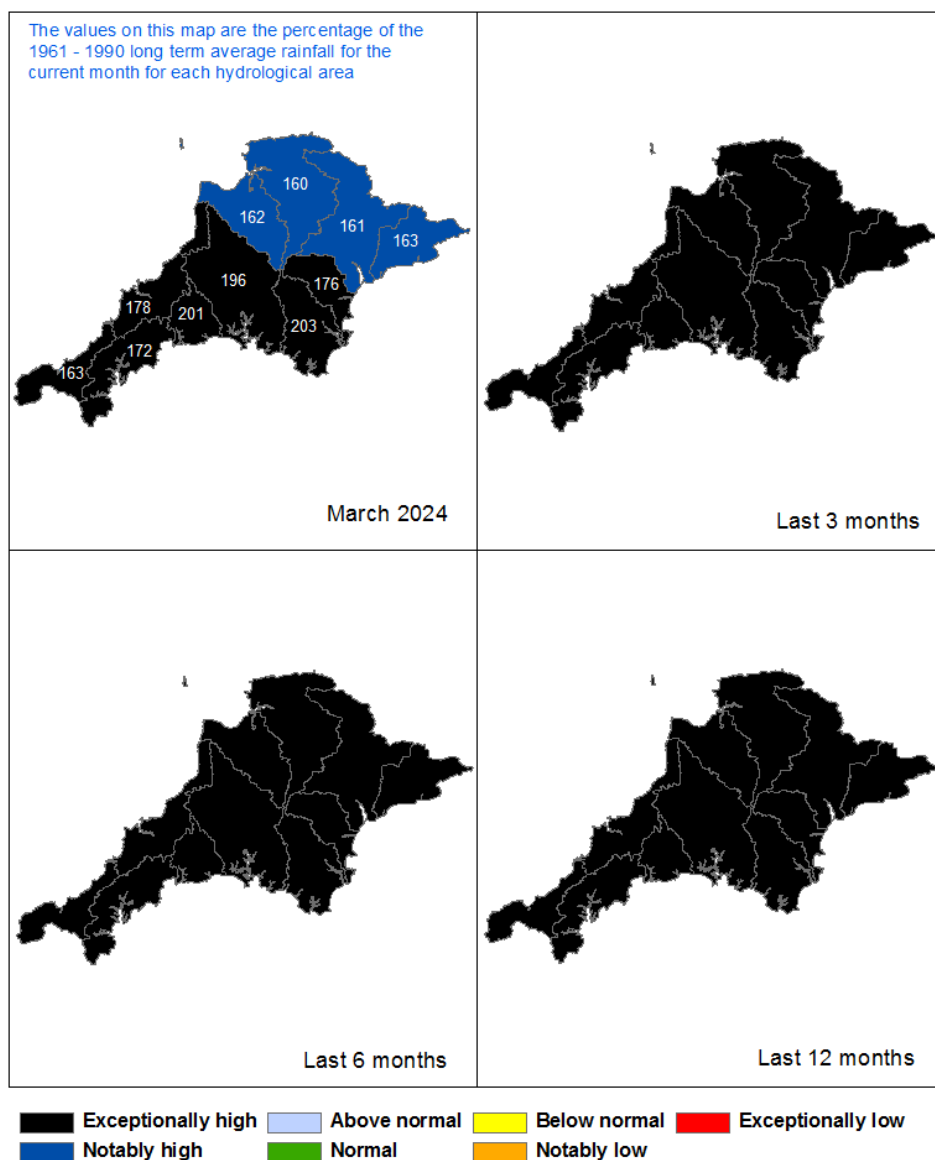 The values on this map are the percentage of the
1961 - 1990 long term average rainfall for the
current month for each hydrological area
160
162
161
163
196
176
178
201
203
172
163
March 2024
Last 3 months
Last 6 months
Last 12 months
Exceptionally high Above normal Below normal Exceptionally low
Notably high Normal Notably low